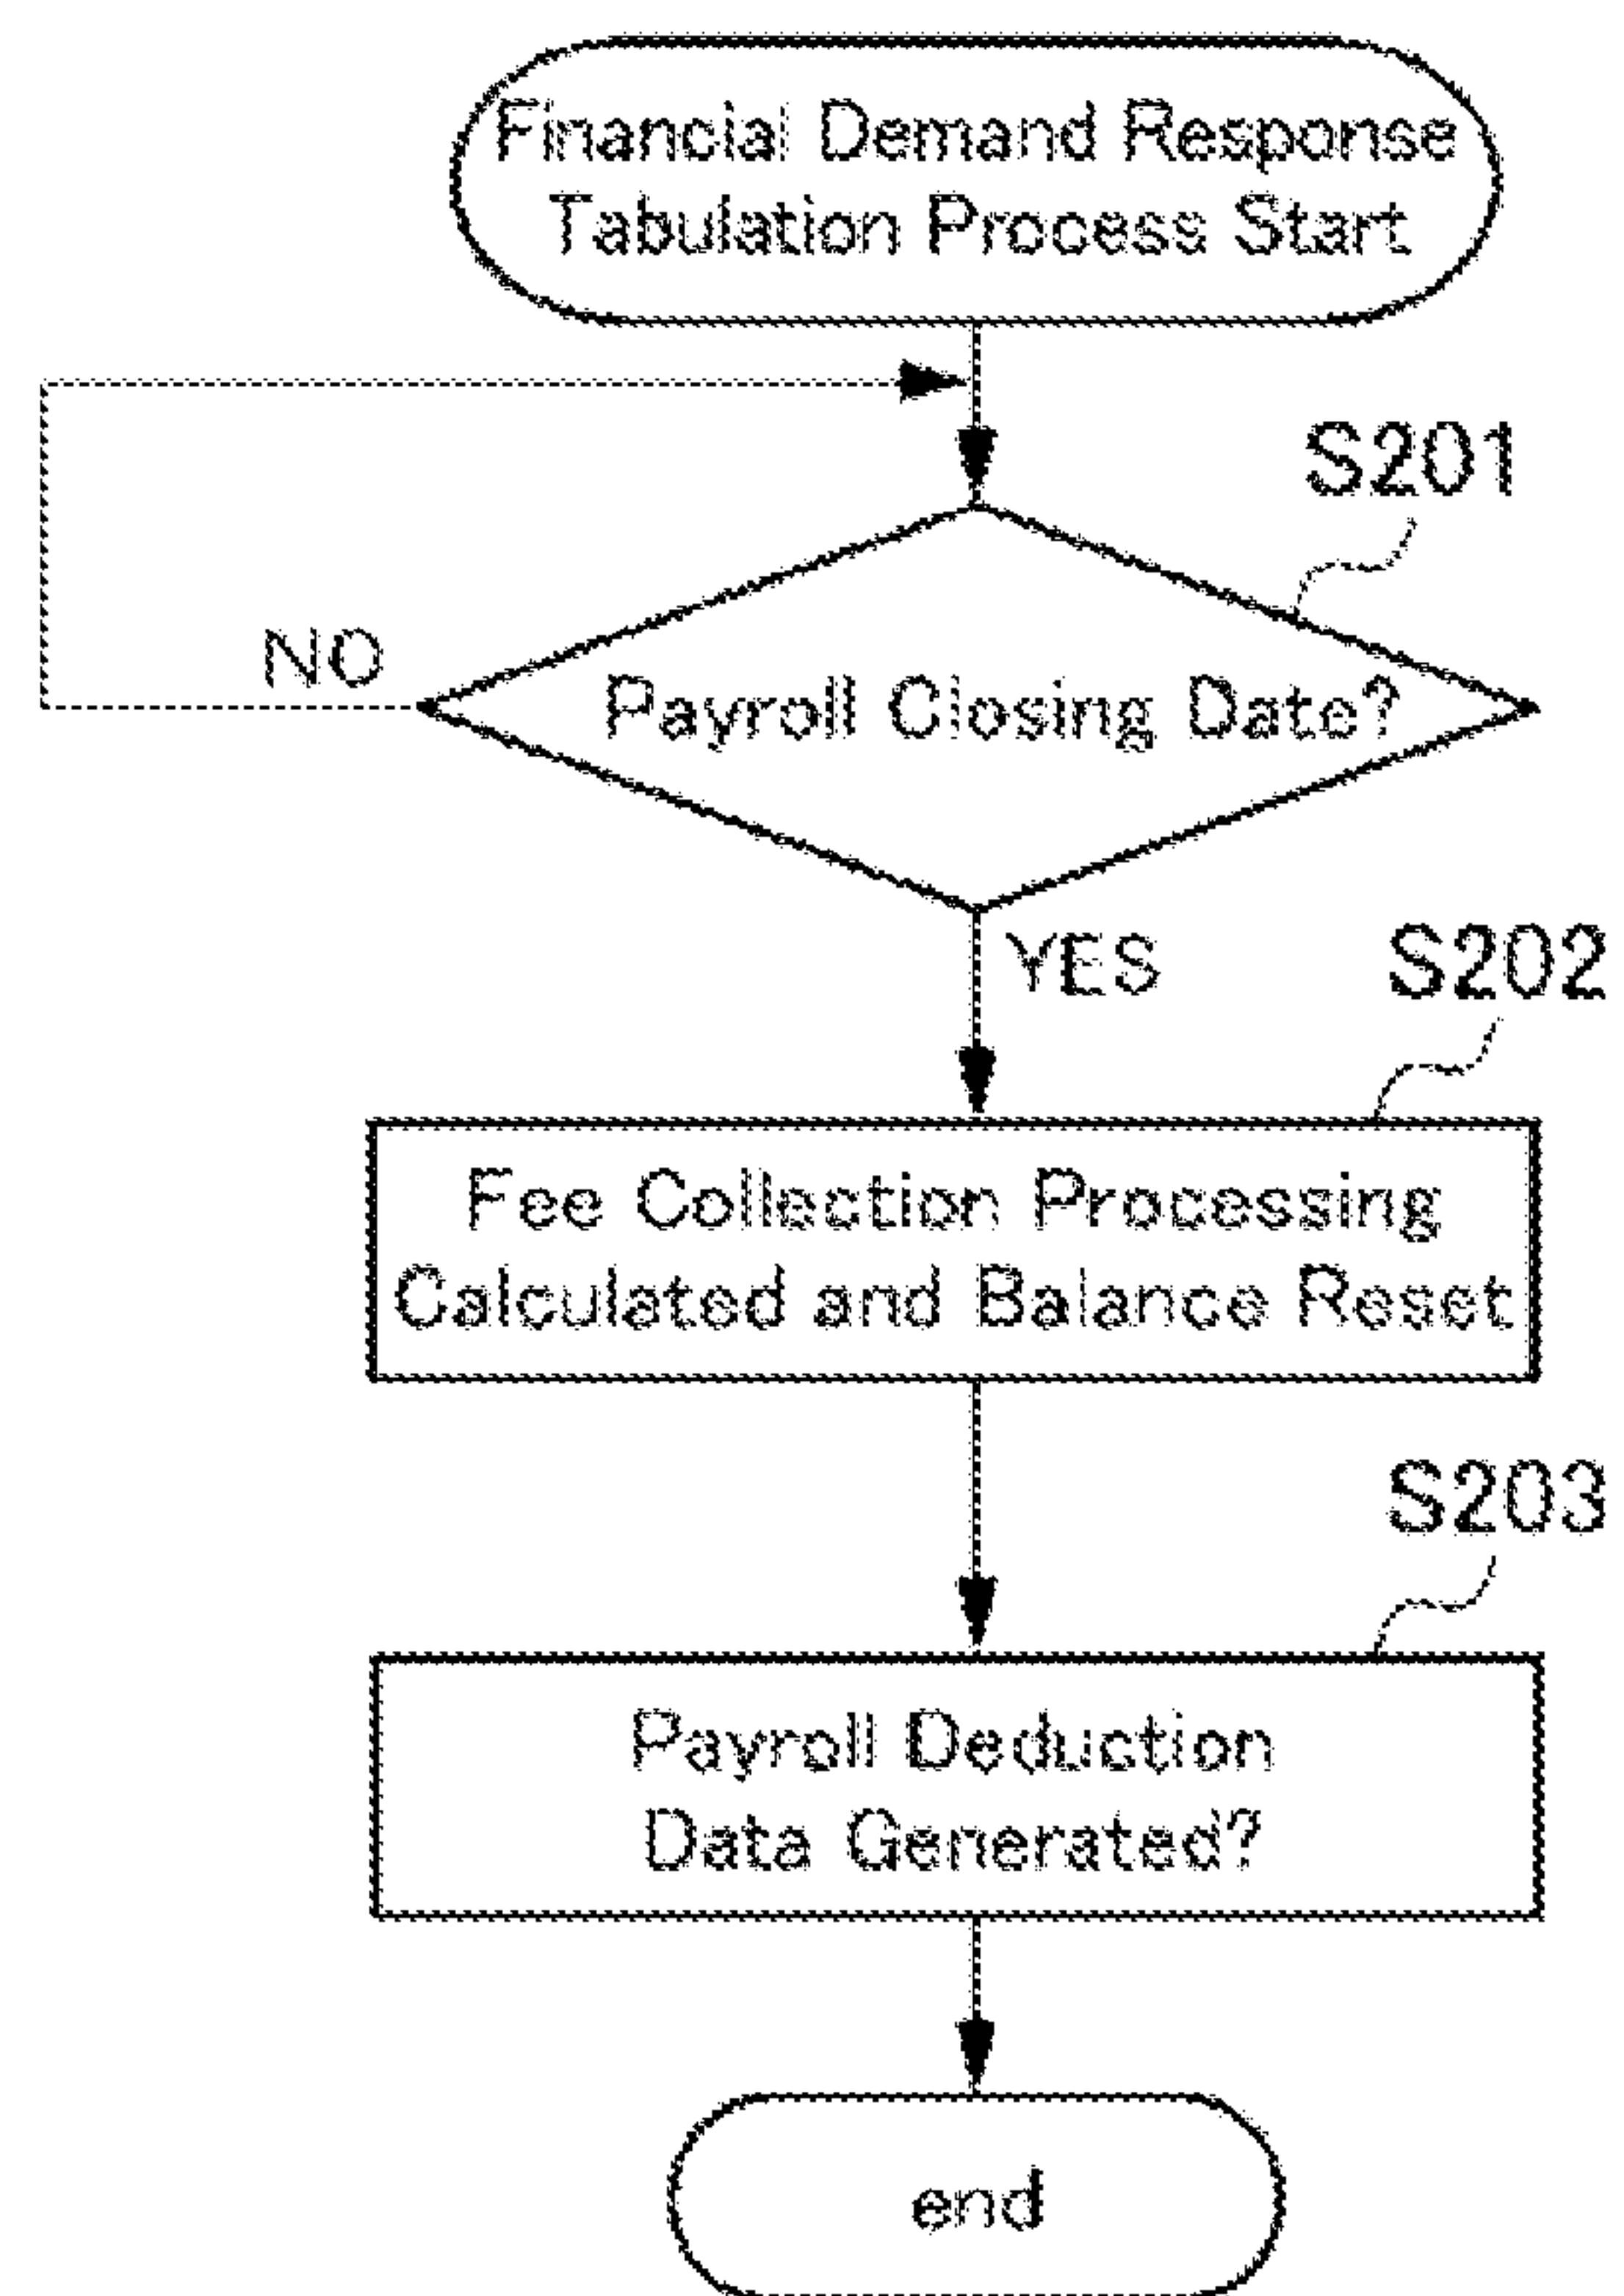 Financial Demand Response
Tabulation Process Start
S201
NO
Payroll Closing Date?
YES
S202
Fee Collection Processing
Calculated and Balance Reset
S203
Payroll Deduction
Data Generated?
end